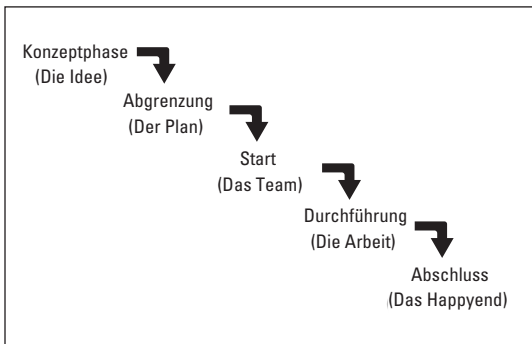 Konzeptphase
(Die Idee)
Abgrenzung
(Der Plan)
Start
(Das Team)
Durchführung
(Die Arbeit)
Abschluss
(Das Happyend)